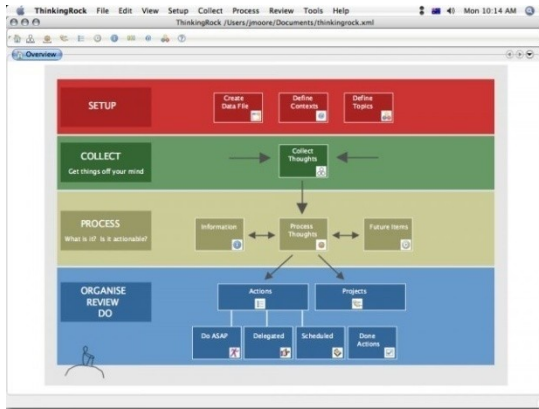 ThinkingRock File Edit View Setup Collect Process Review Tools Help Mon 10:14 AM
ThinkingRock /Users/jmoore/Documents/thinkingrock.xml
Overview
SETUP
Create
Data File
Define
Contexts
Define
Topics
COLLECT
Get things off your mind
Collect
Thoughts
PROCESS
What is it? Is it actionable?
Information
Process
Thoughts
Future Items
ORGANISE
REVIEW
DO
Actions
Projects
Do ASAP
Delegated
Scheduled
Done
Actions